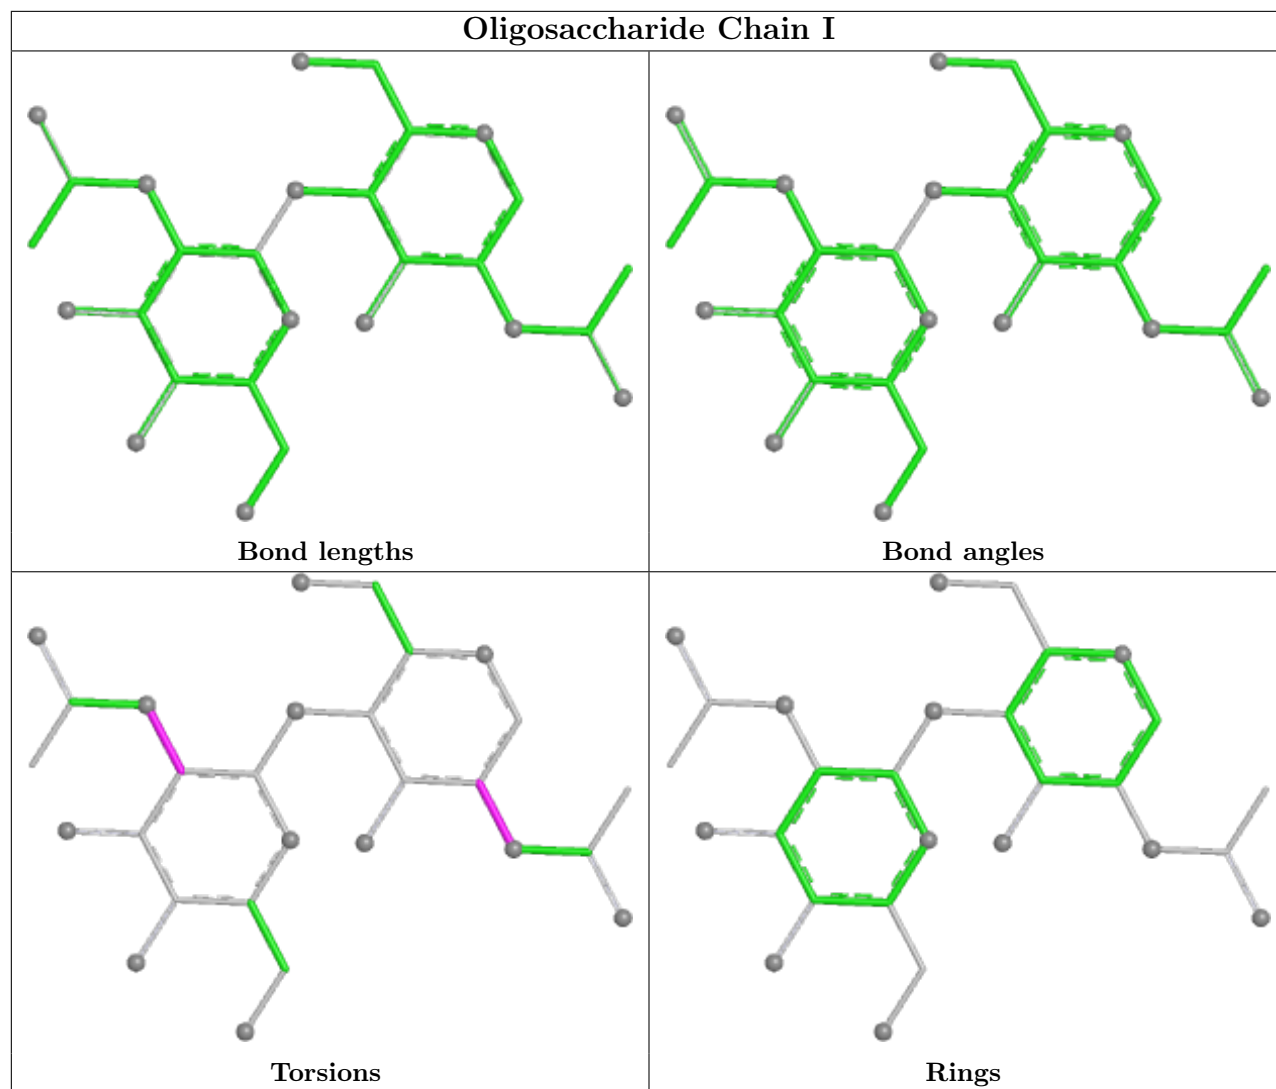 Oligosaccharide Chain I
Bond lengths
Bond angles
Torsions
Rings